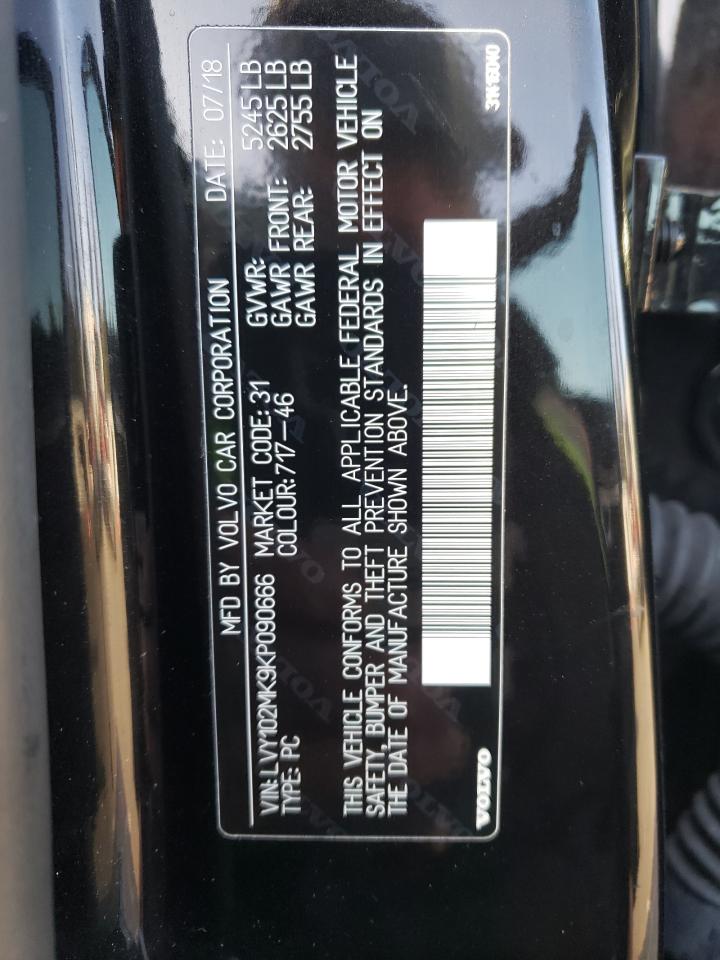 MFD BY VOLVO CAR CORPORATION DATE: 07/18
VIN: LVY102MK9KP090666 GVWR: 5245 LB
TYPE: PC MARKET CODE: 31 GAWR FRONT: 2625 LB
COLOUR: 717-46 GAWR REAR: 2755 LB
THIS VEHICLE CONFORMS TO ALL APPLICABLE FEDERAL MOTOR VEHICLE
SAFETY, BUMPER AND THEFT PREVENTION STANDARDS IN EFFECT ON
THE DATE OF MANUFACTURE SHOWN ABOVE.
VOLVO